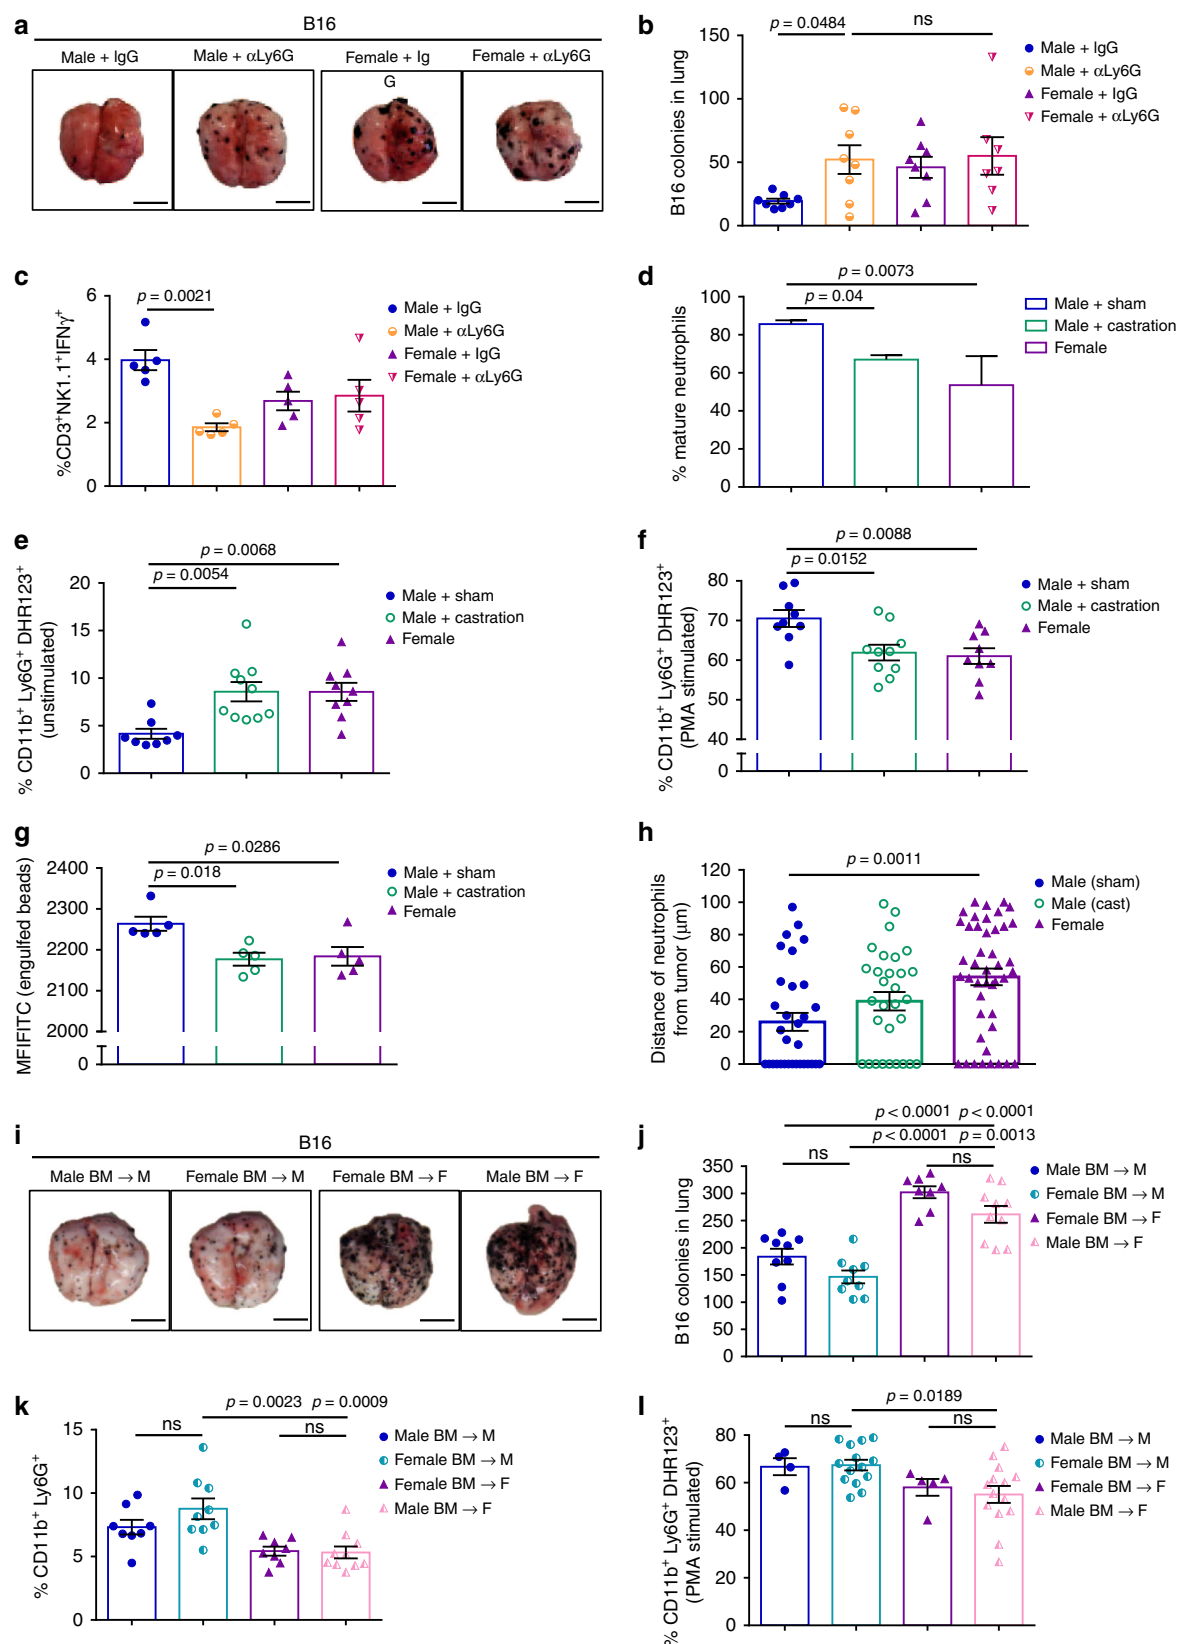 a
B16
Male + IgG
Male + αLy6G
Female + Ig
G
Female + αLy6G
b
p = 0.0484
ns
B16 colonies in lung
150
100
50
0
Male + IgG
Male + αLy6G
Female + IgG
Female + αLy6G
c
p = 0.0021
%CD3⁺NK1.1⁺IFNγ⁺
6
4
2
0
Male + IgG
Male + αLy6G
Female + IgG
Female + αLy6G
d
p = 0.0073
p = 0.04
% mature neutrophils
100
80
60
40
20
0
Male + sham
Male + castration
Female
e
p = 0.0068
p = 0.0054
% CD11b⁺ Ly6G⁺ DHR123⁺
(unstimulated)
20
15
10
5
0
Male + sham
Male + castration
Female
f
p = 0.0088
p = 0.0152
% CD11b⁺ Ly6G⁺ DHR123⁺
(PMA stimulated)
80
70
60
50
40
0
Male + sham
Male + castration
Female
g
p = 0.0286
p = 0.018
MFIFITC (engulfed beads)
2400
2300
2200
2100
2000
0
Male + sham
Male + castration
Female
h
p = 0.0011
Distance of neutrophils
from tumor (μm)
120
100
80
60
40
20
0
Male (sham)
Male (cast)
Female
i
B16
Male BM → M
Female BM → M
Female BM → F
Male BM → F
j
p < 0.0001 p < 0.0001
p < 0.0001 p = 0.0013
ns
ns
B16 colonies in lung
350
300
250
200
150
100
50
0
Male BM → M
Female BM → M
Female BM → F
Male BM → F
k
p = 0.0023 p = 0.0009
ns
ns
% CD11b⁺ Ly6G⁺
15
10
5
0
Male BM → M
Female BM → M
Female BM → F
Male BM → F
l
p = 0.0189
ns
ns
% CD11b⁺ Ly6G⁺ DHR123⁺
(PMA stimulated)
80
60
40
20
0
Male BM → M
Female BM → M
Female BM → F
Male BM → F